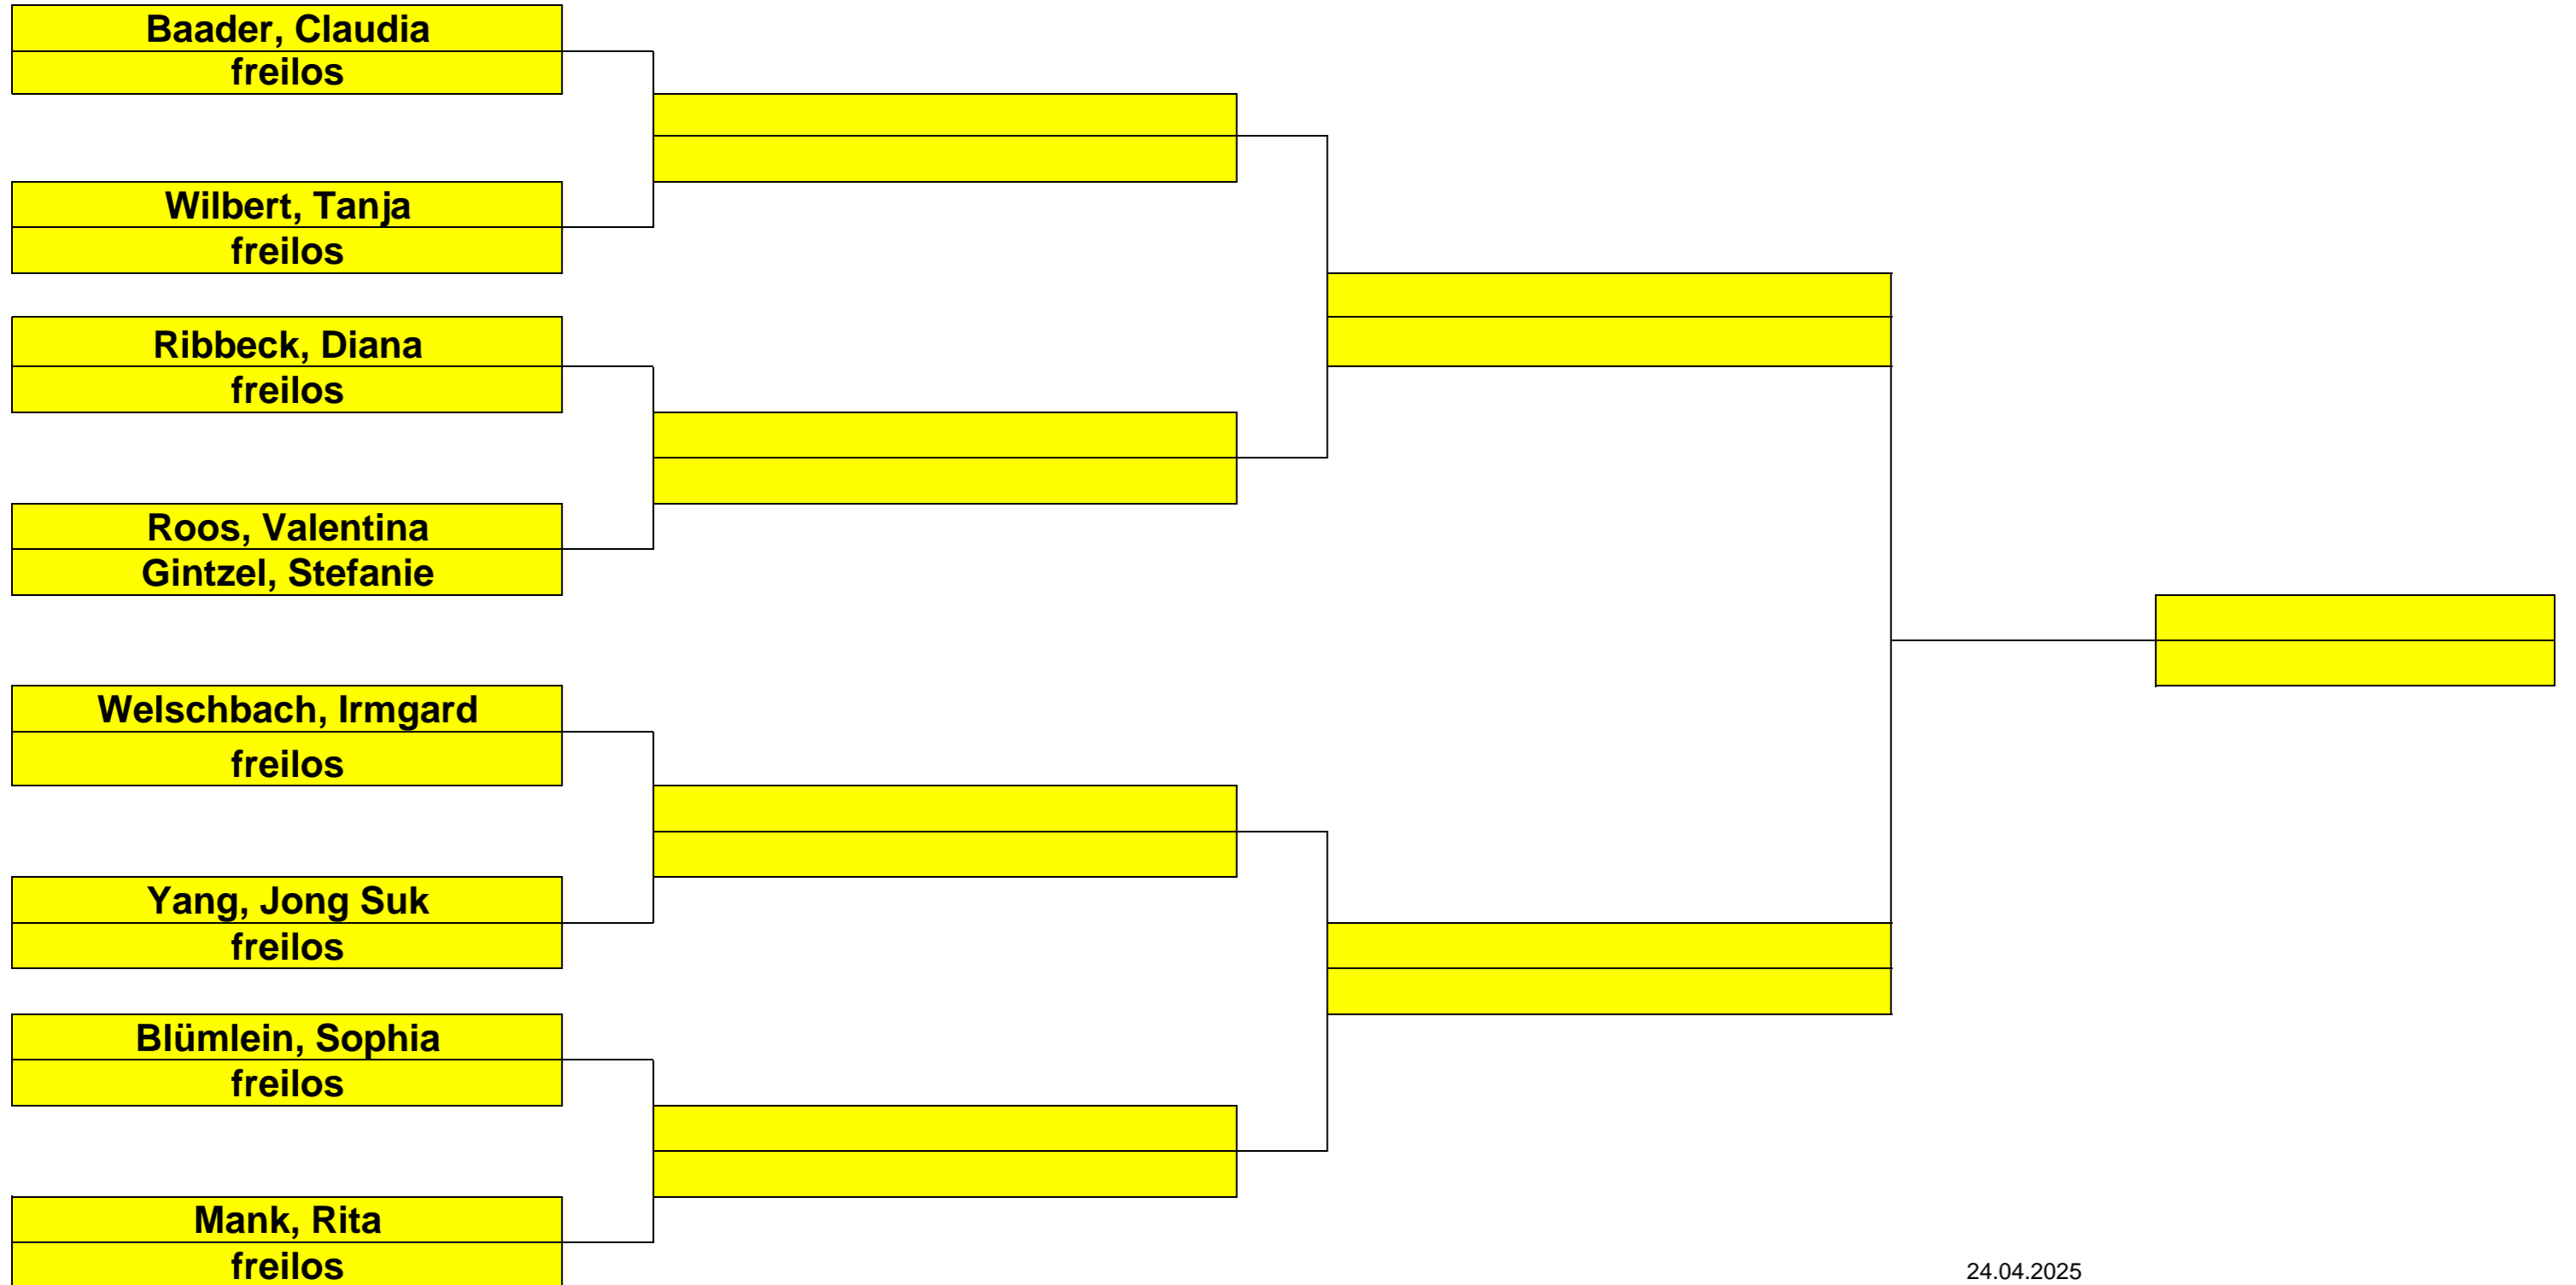 Baader, Claudia
freilos
Wilbert, Tanja
freilos
Ribbeck, Diana
freilos
Roos, Valentina
Gintzel, Stefanie
Welschbach, Irmgard
freilos
Yang, Jong Suk
freilos
Blümlein, Sophia
freilos
Mank, Rita
freilos
24.04.2025